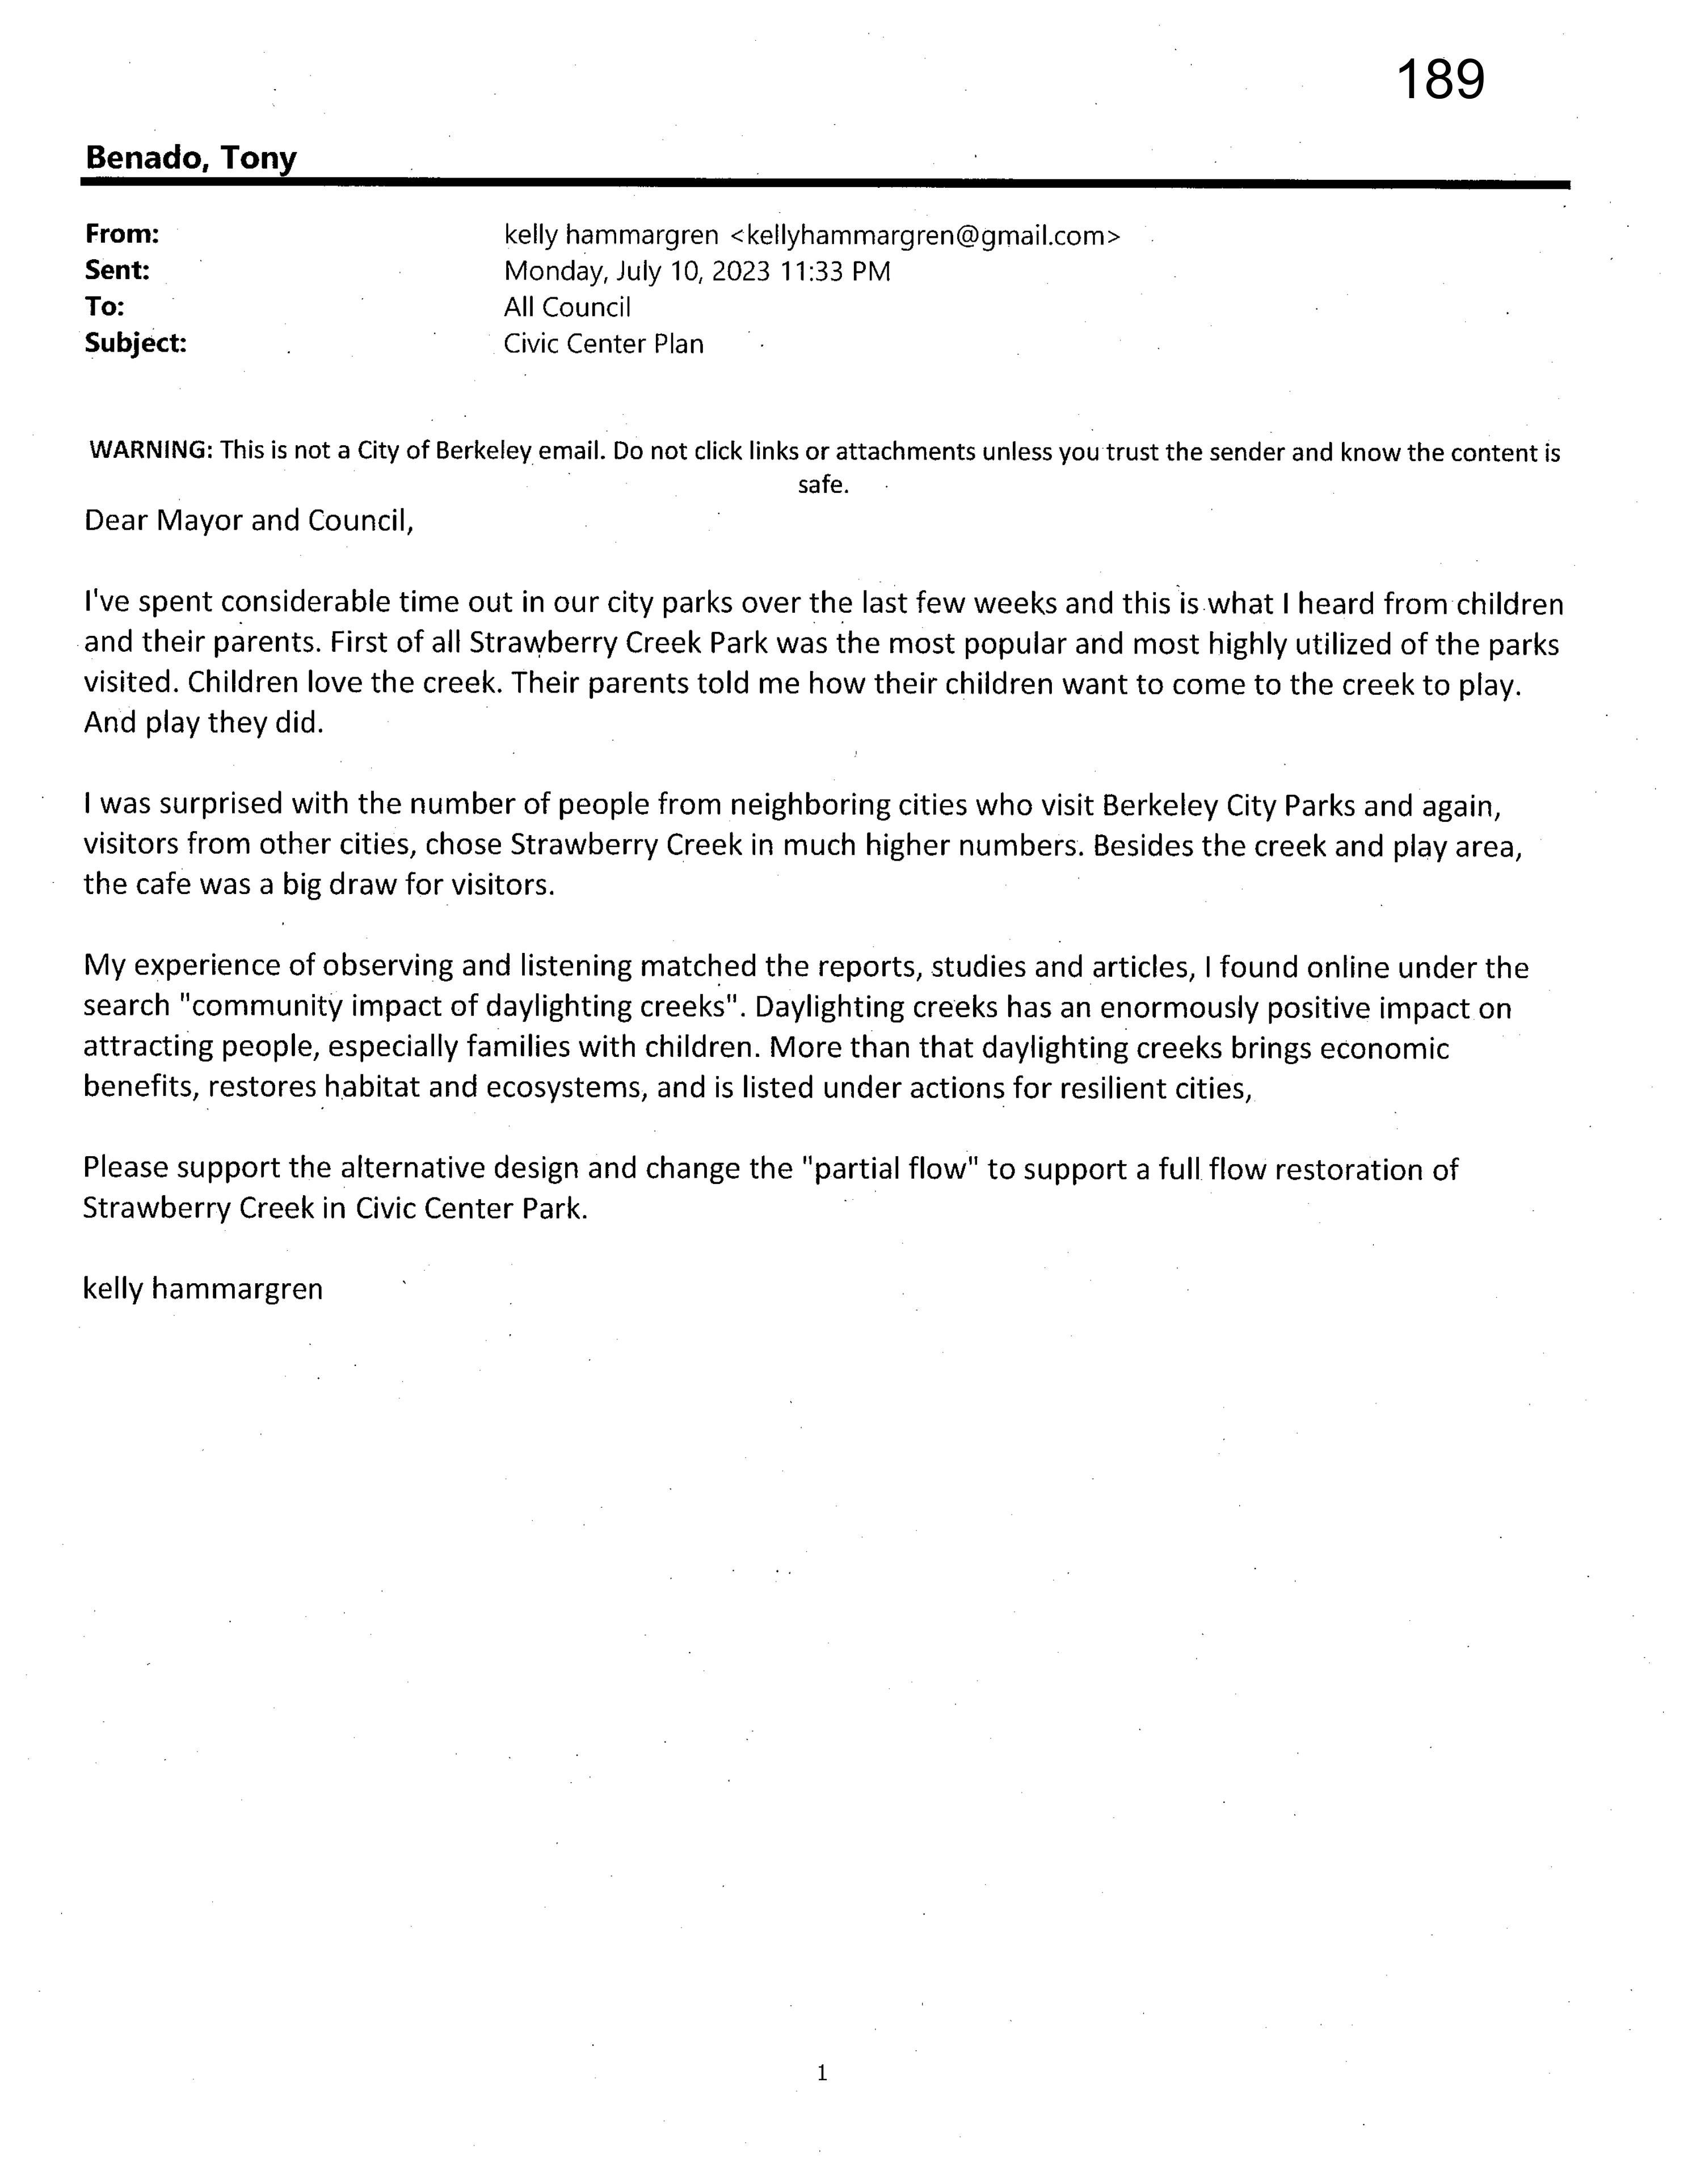 189
Benado, Tony
From: kelly hammargren <kellyhammargren@gmail.com>
Sent: Monday, July 10, 2023 11:33 PM
To: All Council
Subject: Civic Center Plan
WARNING: This is not a City of Berkeley email. Do not click links or attachments unless you trust the sender and know the content is
safe.
Dear Mayor and Council,
I've spent considerable time out in our city parks over the last few weeks and this is what I heard from children
and their parents. First of all Strawberry Creek Park was the most popular and most highly utilized of the parks
visited. Children love the creek. Their parents told me how their children want to come to the creek to play.
And play they did.
I was surprised with the number of people from neighboring cities who visit Berkeley City Parks and again,
visitors from other cities, chose Strawberry Creek in much higher numbers. Besides the creek and play area,
the cafe was a big draw for visitors.
My experience of observing and listening matched the reports, studies and articles, I found online under the
search "community impact of daylighting creeks". Daylighting creeks has an enormously positive impact on
attracting people, especially families with children. More than that daylighting creeks brings economic
benefits, restores habitat and ecosystems, and is listed under actions for resilient cities,
Please support the alternative design and change the "partial flow" to support a full flow restoration of
Strawberry Creek in Civic Center Park.
kelly hammargren
1